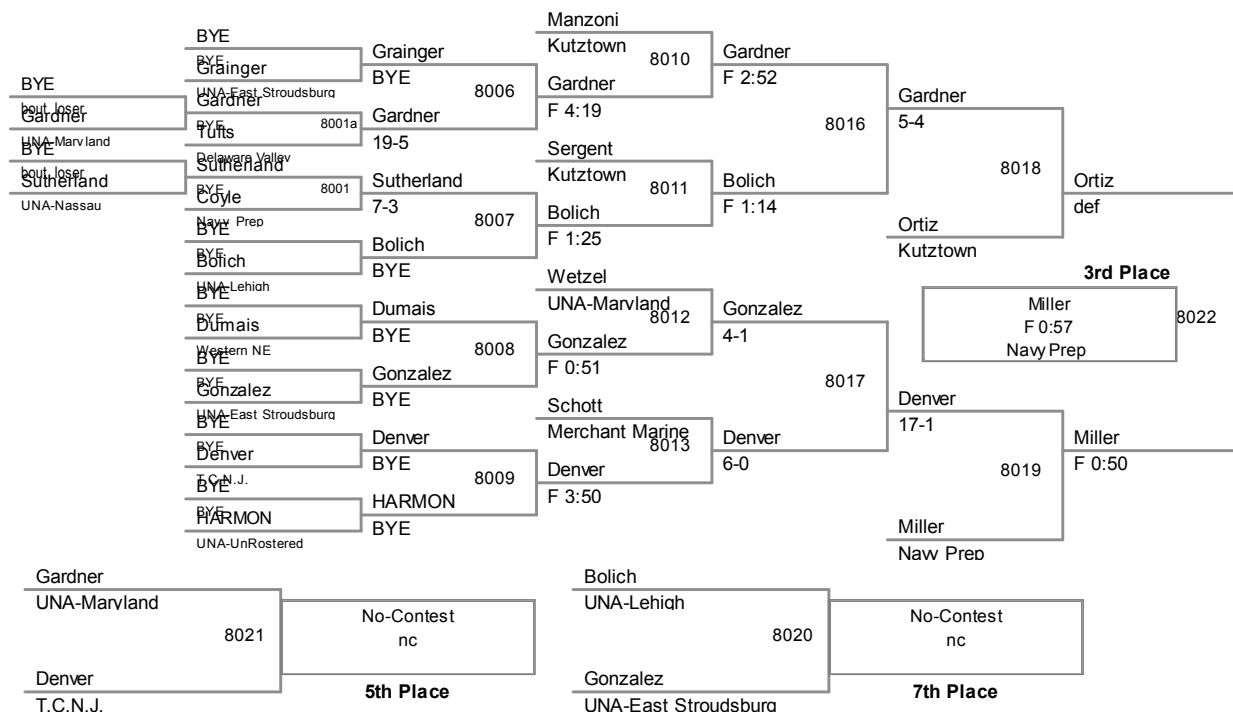 BYE
bout loser
Gardner
UNA-Maryland
BYE
bout loser
Sutherland
UNA-Nassau
BYE
BYE
Grainger
UNA-East Stroudsburg
Gardner
BYE
8001a
Tufts
Delaware Valley
Sutherland
BYE
8001
Coyle
Navy Prep
BYE
BYE
Bolich
UNA-Lehigh
BYE
BYE
Dumais
Western NE
BYE
BYE
Gonzalez
UNA-East Stroudsburg
BYE
BYE
Denver
T.C.N.J.
BYE
BYE
HARMON
UNA-UnRostered
Grainger
BYE
8006
Gardner
19-5
Sutherland
7-3
8007
Bolich
BYE
Dumais
BYE
8008
Gonzalez
BYE
Denver
BYE
8009
HARMON
BYE
Manzoni
Kutztown
8010
Gardner
F 4:19
Sergent
Kutztown
8011
Bolich
F 1:25
Wetzel
UNA-Maryland
8012
Gonzalez
F 0:51
Schott
Merchant Marine
8013
Denver
F 3:50
Gardner
F 2:52
8016
Bolich
F 1:14
Gonzalez
4-1
8017
Denver
6-0
Gardner
5-4
8018
Ortiz
Kutztown
Ortiz
def
3rd Place
Miller
F 0:57
Navy Prep
8022
Denver
17-1
8019
Miller
Navy Prep
Miller
F 0:50
Gardner
UNA-Maryland
8021
Denver
T.C.N.J.
No-Contest
nc
5th Place
Bolich
UNA-Lehigh
8020
Gonzalez
UNA-East Stroudsburg
No-Contest
nc
7th Place